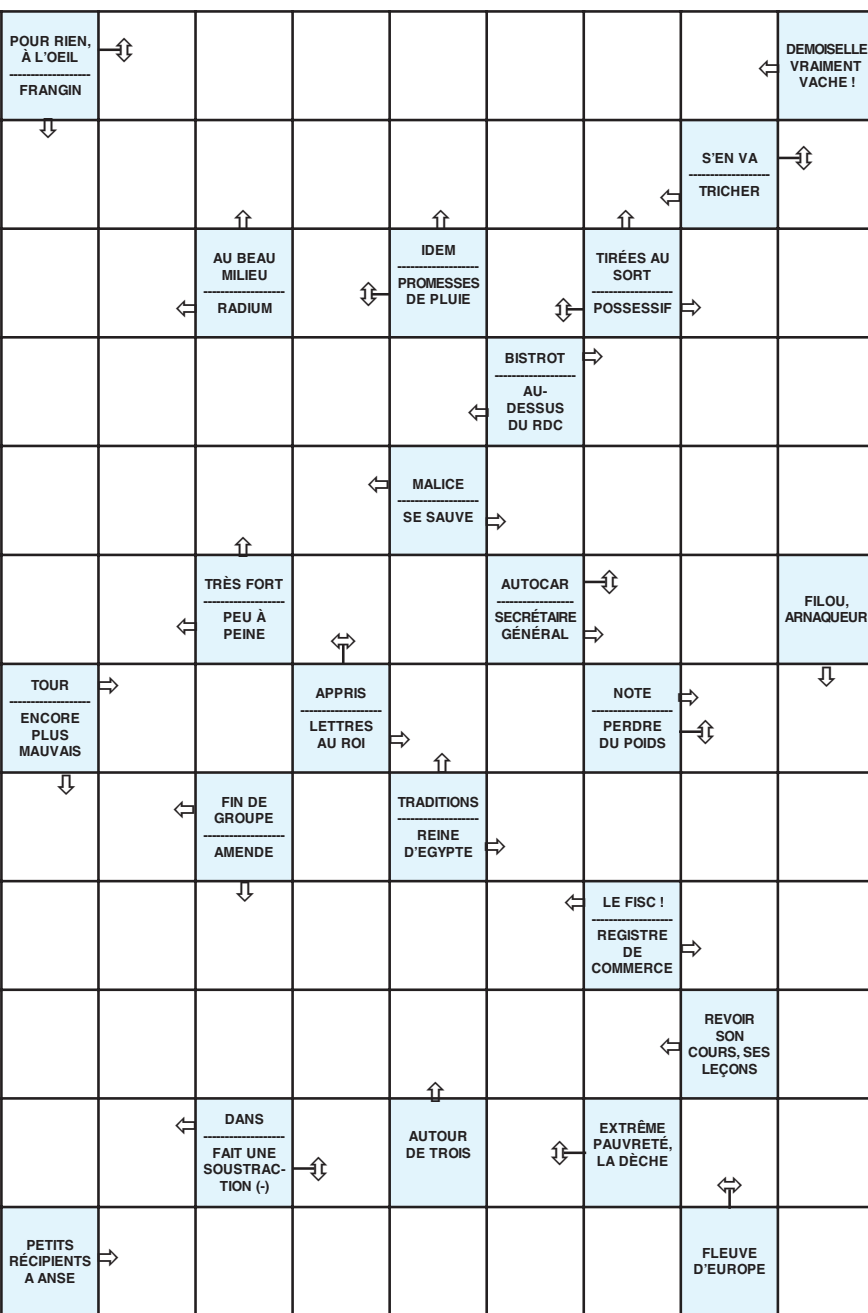 POUR RIEN,
À L'OEIL
FRANGIN
DEMOISELLE
VRAIMENT
VACHE !
S'EN VA
TRICHER
AU BEAU
MILIEU
RADIUM
IDEM
PROMESSES
DE PLUIE
TIRÉES AU
SORT
POSSESSIF
BISTROT
AU-
DESSUS
DU RDC
MALICE
SE SAUVE
TRÈS FORT
PEU À
PEINE
AUTOCAR
SECRÉTAIRE
GÉNÉRAL
FILOU,
ARNAQUEUR
TOUR
ENCORE
PLUS
MAUVAIS
APPRIS
LETTRES
AU ROI
NOTE
PERDRE
DU POIDS
FIN DE
GROUPE
AMENDE
TRADITIONS
REINE
D'EGYPTE
LE FISC !
REGISTRE
DE
COMMERCE
REVOIR
SON
COURS, SES
LEÇONS
DANS
FAIT UNE
SOUSTRAC-
TION (-)
AUTOUR
DE TROIS
EXTRÊME
PAUVRETÉ,
LA DÈCHE
PETITS
RÉCIPIENTS
A ANSE
FLEUVE
D'EUROPE